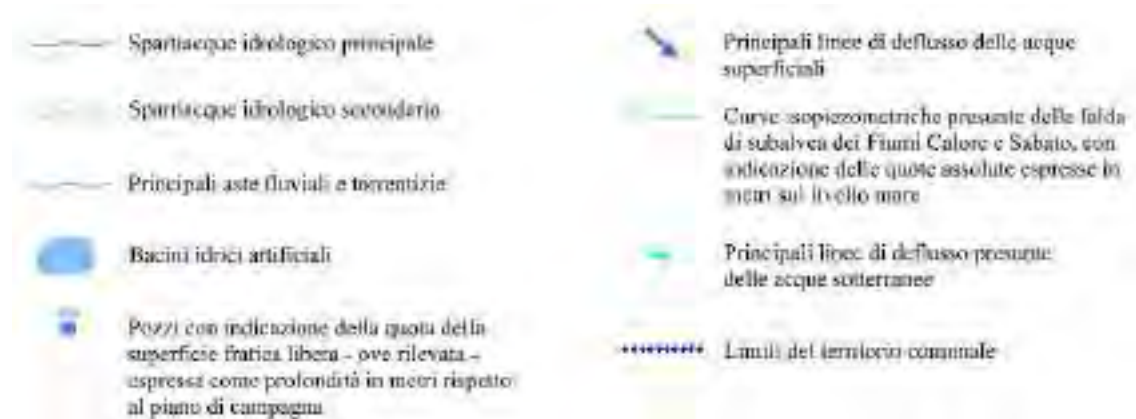 Spartiacque idrologico principale
Spartiacque idrologico secondario
Principali aste fluviali e torrentizie
Bacini idrici artificiali
Pozzi con indicazione della quota della
superficie fratica libera - ove rilevata -
espressa come profondità in metri rispetto
al piano di campagna
Principali linee di deflusso delle acque
superficiali
Curve isopiezometriche presunte della falda
di subalvea dei Fiumi Calore e Sabato, con
indicazione delle quote assolute espresse in
metri sul livello mare
Principali linee di deflusso presunte
delle acque sotterranee
Limiti del territorio comunale